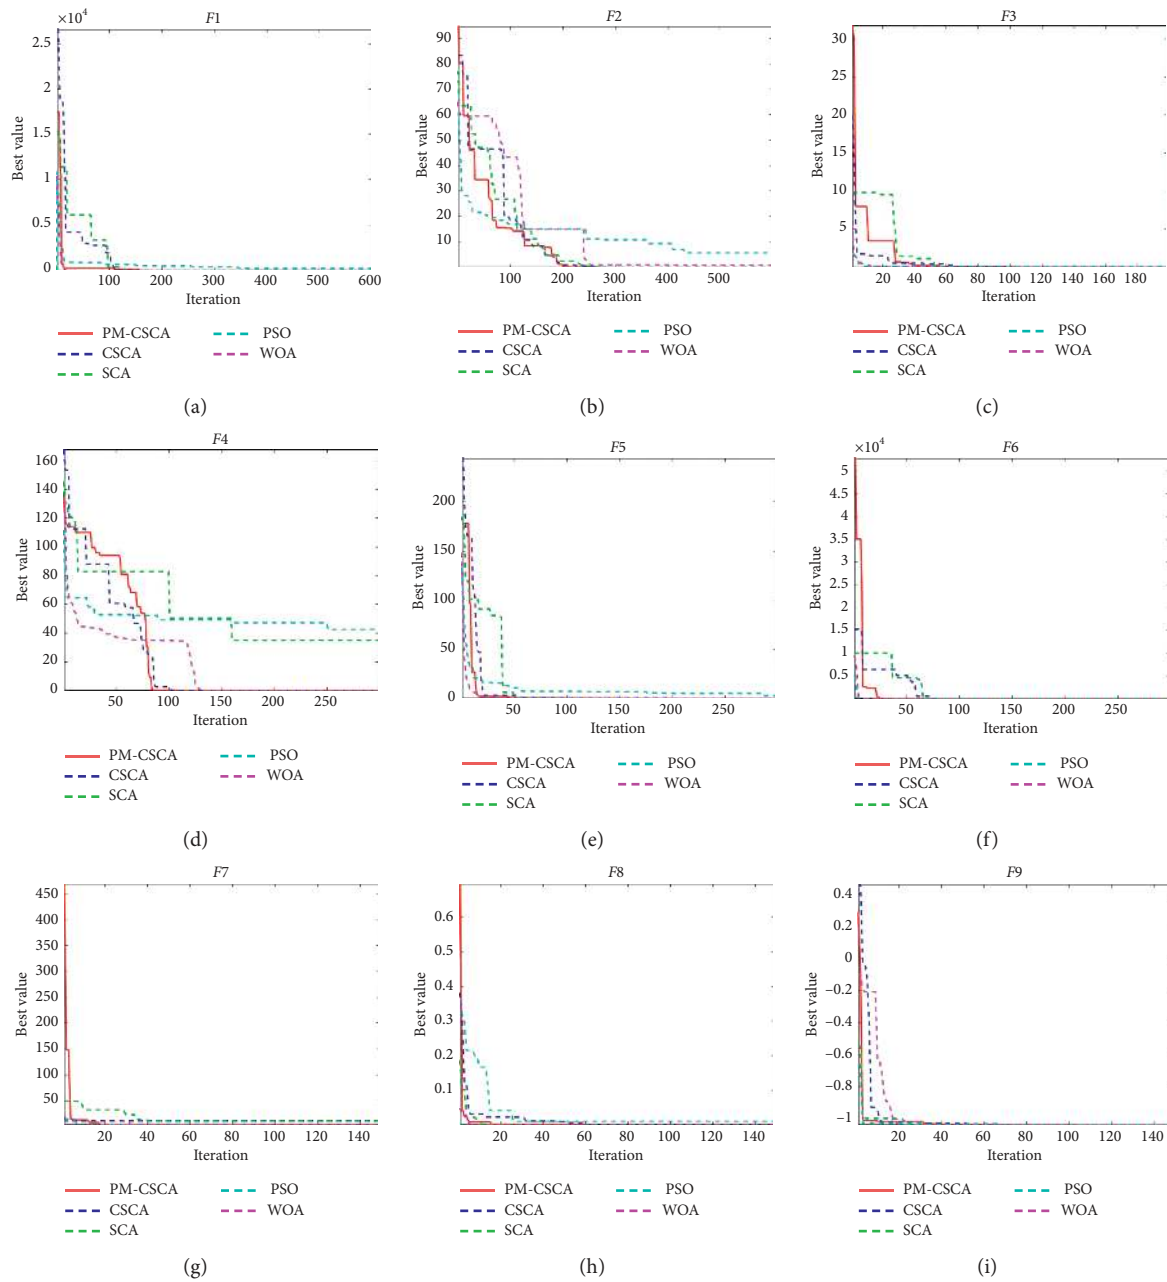 F1
×10⁴
2.5
2
1.5
1
0.5
0
Best value
100 200 300 400 500 600
Iteration
PM-CSCA
CSCA
SCA
PSO
WOA
(a)
F2
90
80
70
60
50
40
30
20
10
Best value
100 200 300 400 500
Iteration
PM-CSCA
CSCA
SCA
PSO
WOA
(b)
F3
30
25
20
15
10
5
Best value
20 40 60 80 100 120 140 160 180
Iteration
PM-CSCA
CSCA
SCA
PSO
WOA
(c)
F4
160
140
120
100
80
60
40
20
0
Best value
50 100 150 200 250
Iteration
PM-CSCA
CSCA
SCA
PSO
WOA
(d)
F5
200
150
100
50
0
Best value
50 100 150 200 250
Iteration
PM-CSCA
CSCA
SCA
PSO
WOA
(e)
F6
×10⁴
5
4.5
4
3.5
3
2.5
2
1.5
1
0.5
Best value
50 100 150 200 250
Iteration
PM-CSCA
CSCA
SCA
PSO
WOA
(f)
F7
450
400
350
300
250
200
150
100
50
Best value
20 40 60 80 100 120 140
Iteration
PM-CSCA
CSCA
SCA
PSO
WOA
(g)
F8
0.6
0.5
0.4
0.3
0.2
0.1
Best value
20 40 60 80 100 120 140
Iteration
PM-CSCA
CSCA
SCA
PSO
WOA
(h)
F9
0.4
0.2
0
−0.2
−0.4
−0.6
−0.8
−1
Best value
20 40 60 80 100 120 140
Iteration
PM-CSCA
CSCA
SCA
PSO
WOA
(i)